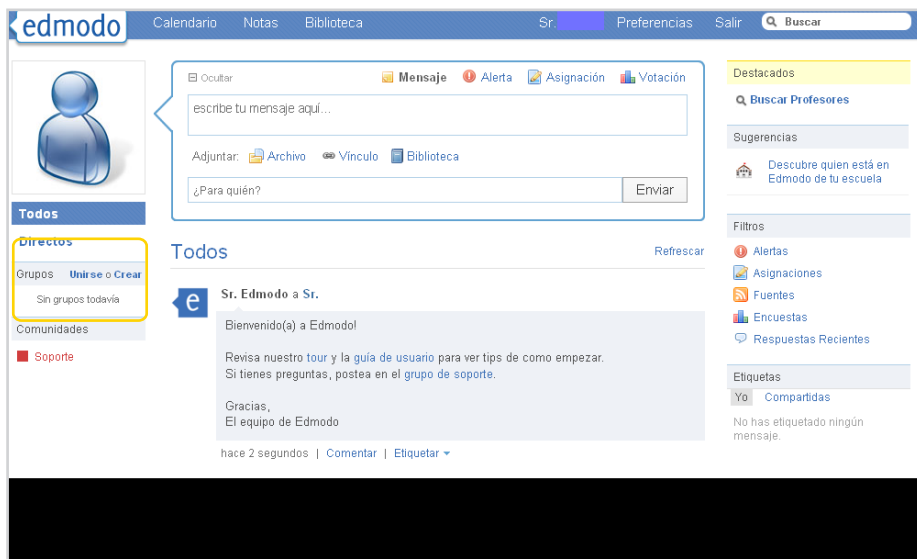 edmodo Calendario Notas Biblioteca Sr. Preferencias Salir Buscar
Ocultar Mensaje Alerta Asignación Votación
escribe tu mensaje aquí...
Adjuntar: Archivo Vínculo Biblioteca
¿Para quién? Enviar
Todos
Directos
Grupos Unirse o Crear
Sin grupos todavía
Comunidades
Soporte
Todos Refrescar
e
Sr. Edmodo a Sr.
Bienvenido(a) a Edmodo!
Revisa nuestro tour y la guía de usuario para ver tips de como empezar.
Si tienes preguntas, postea en el grupo de soporte.
Gracias,
El equipo de Edmodo
hace 2 segundos | Comentar | Etiquetar
Destacados
Buscar Profesores
Sugerencias
Descubre quien está en
Edmodo de tu escuela
Filtros
Alertas
Asignaciones
Fuentes
Encuestas
Respuestas Recientes
Etiquetas
Yo Compartidas
No has etiquetado ningún
mensaje.